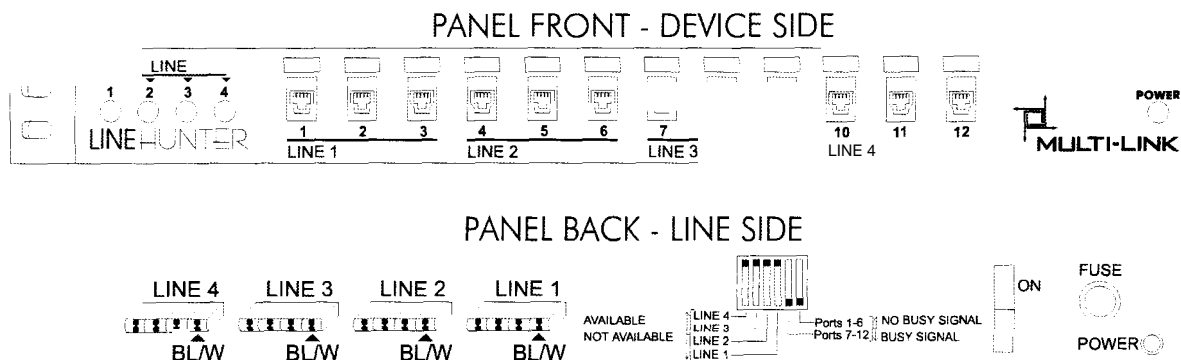 PANEL FRONT - DEVICE SIDE
LINE
1 2 3 4
LINEHUNTER
1 2 3 4 5 6 7 10 11 12
LINE 1 LINE 2 LINE 3 LINE 4
POWER
MULTI-LINK
PANEL BACK - LINE SIDE
LINE 4 LINE 3 LINE 2 LINE 1
BL/W BL/W BL/W BL/W
AVAILABLE
NOT AVAILABLE
LINE 4
LINE 3
LINE 2
LINE 1
Ports 1-6 NO BUSY SIGNAL
Ports 7-12 BUSY SIGNAL
ON
FUSE
POWER